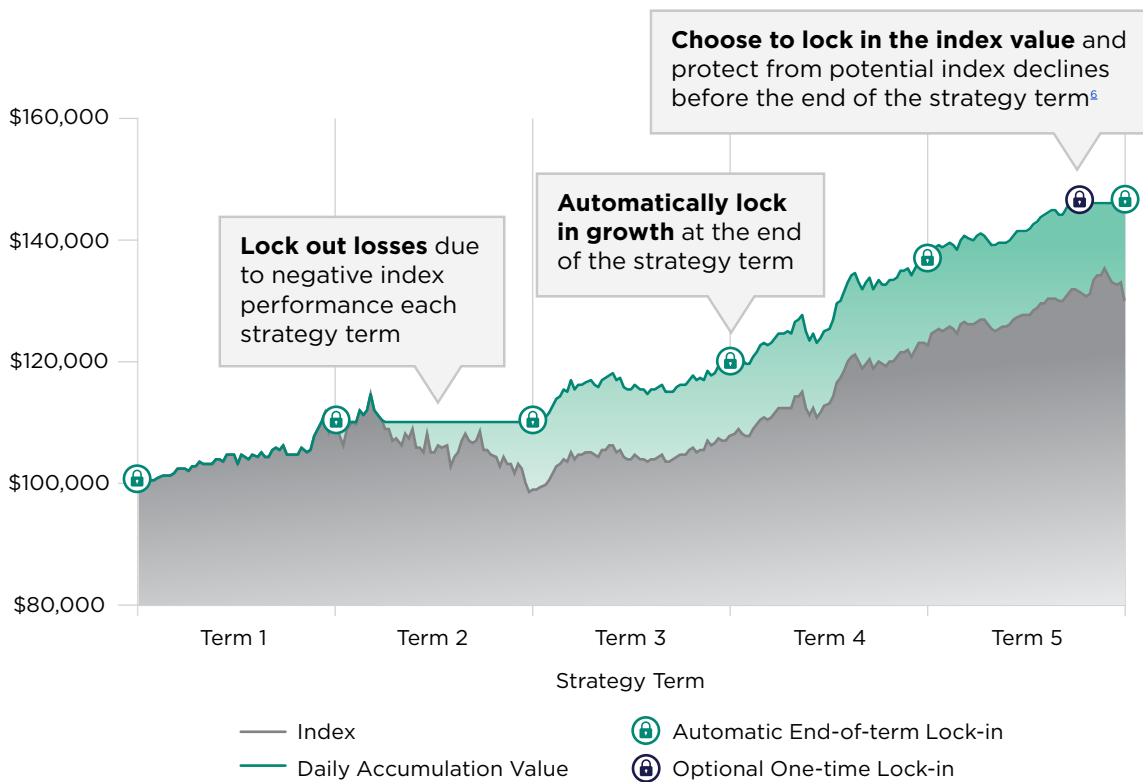 Choose to lock in the index value and
protect from potential index declines
before the end of the strategy term⁶
$160,000
$140,000
$120,000
$100,000
$80,000
Lock out losses due
to negative index
performance each
strategy term
Automatically lock
in growth at the end
of the strategy term
Term 1
Term 2
Term 3
Term 4
Term 5
Strategy Term
Index
Automatic End-of-term Lock-in
Daily Accumulation Value
Optional One-time Lock-in